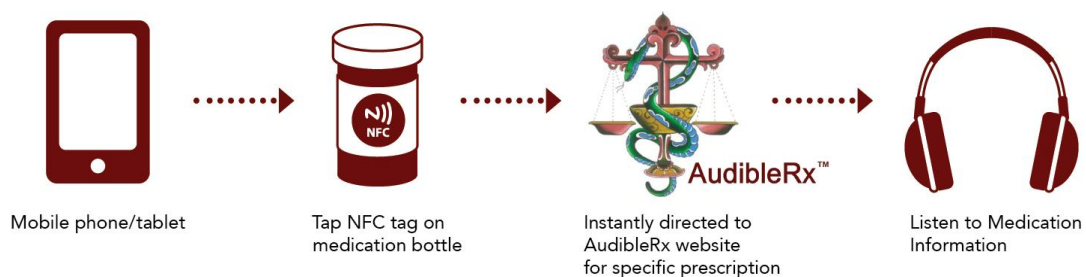 N)))
NFC
AudibleRx™
Mobile phone/tablet
Tap NFC tag on
medication bottle
Instantly directed to
AudibleRx website
for specific prescription
Listen to Medication
Information